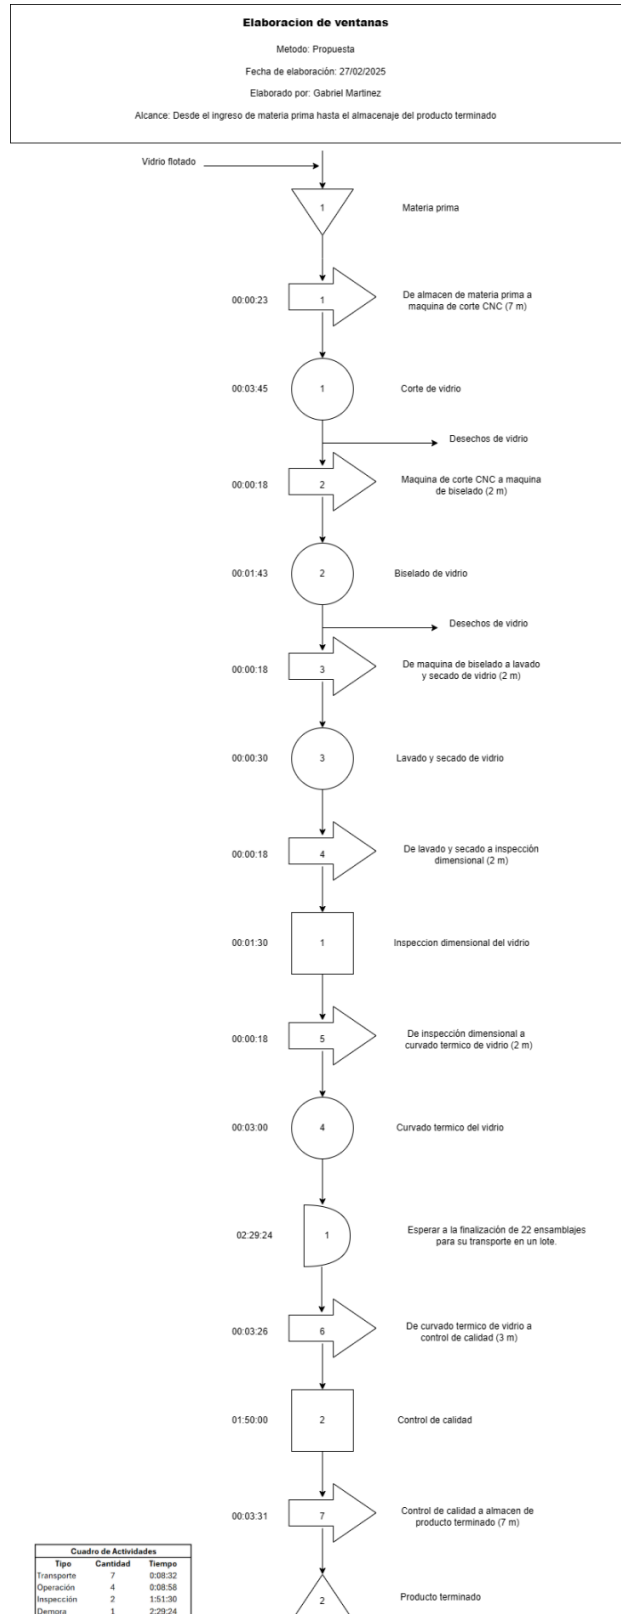 Elaboracion de ventanas
Metodo: Propuesta
Fecha de elaboración: 27/02/2025
Elaborado por: Gabriel Martinez
Alcance: Desde el ingreso de materia prima hasta el almacenaje del producto terminado
Vidrio flotado
1
Materia prima
00:00:23
1
De almacen de materia prima a
maquina de corte CNC (7 m)
00:03:45
1
Corte de vidrio
Desechos de vidrio
00:00:18
2
Maquina de corte CNC a maquina
de biselado (2 m)
00:01:43
2
Biselado de vidrio
Desechos de vidrio
00:00:18
3
De maquina de biselado a lavado
y secado de vidrio (2 m)
00:00:30
3
Lavado y secado de vidrio
00:00:18
4
De lavado y secado a inspección
dimensional (2 m)
00:01:30
1
Inspeccion dimensional del vidrio
00:00:18
5
De inspección dimensional a
curvado termico de vidrio (2 m)
00:03:00
4
Curvado termico del vidrio
02:29:24
1
Esperar a la finalización de 22 ensamblajes
para su transporte en un lote.
00:03:26
6
De curvado termico de vidrio a
control de calidad (3 m)
01:50:00
2
Control de calidad
00:03:31
7
Control de calidad a almacen de
producto terminado (7 m)
2
Producto terminado
Cuadro de Actividades
Tipo Cantidad Tiempo
Transporte 7 0:08:32
Operación 4 0:08:58
Inspección 2 1:51:30
Demora 1 2:29:24